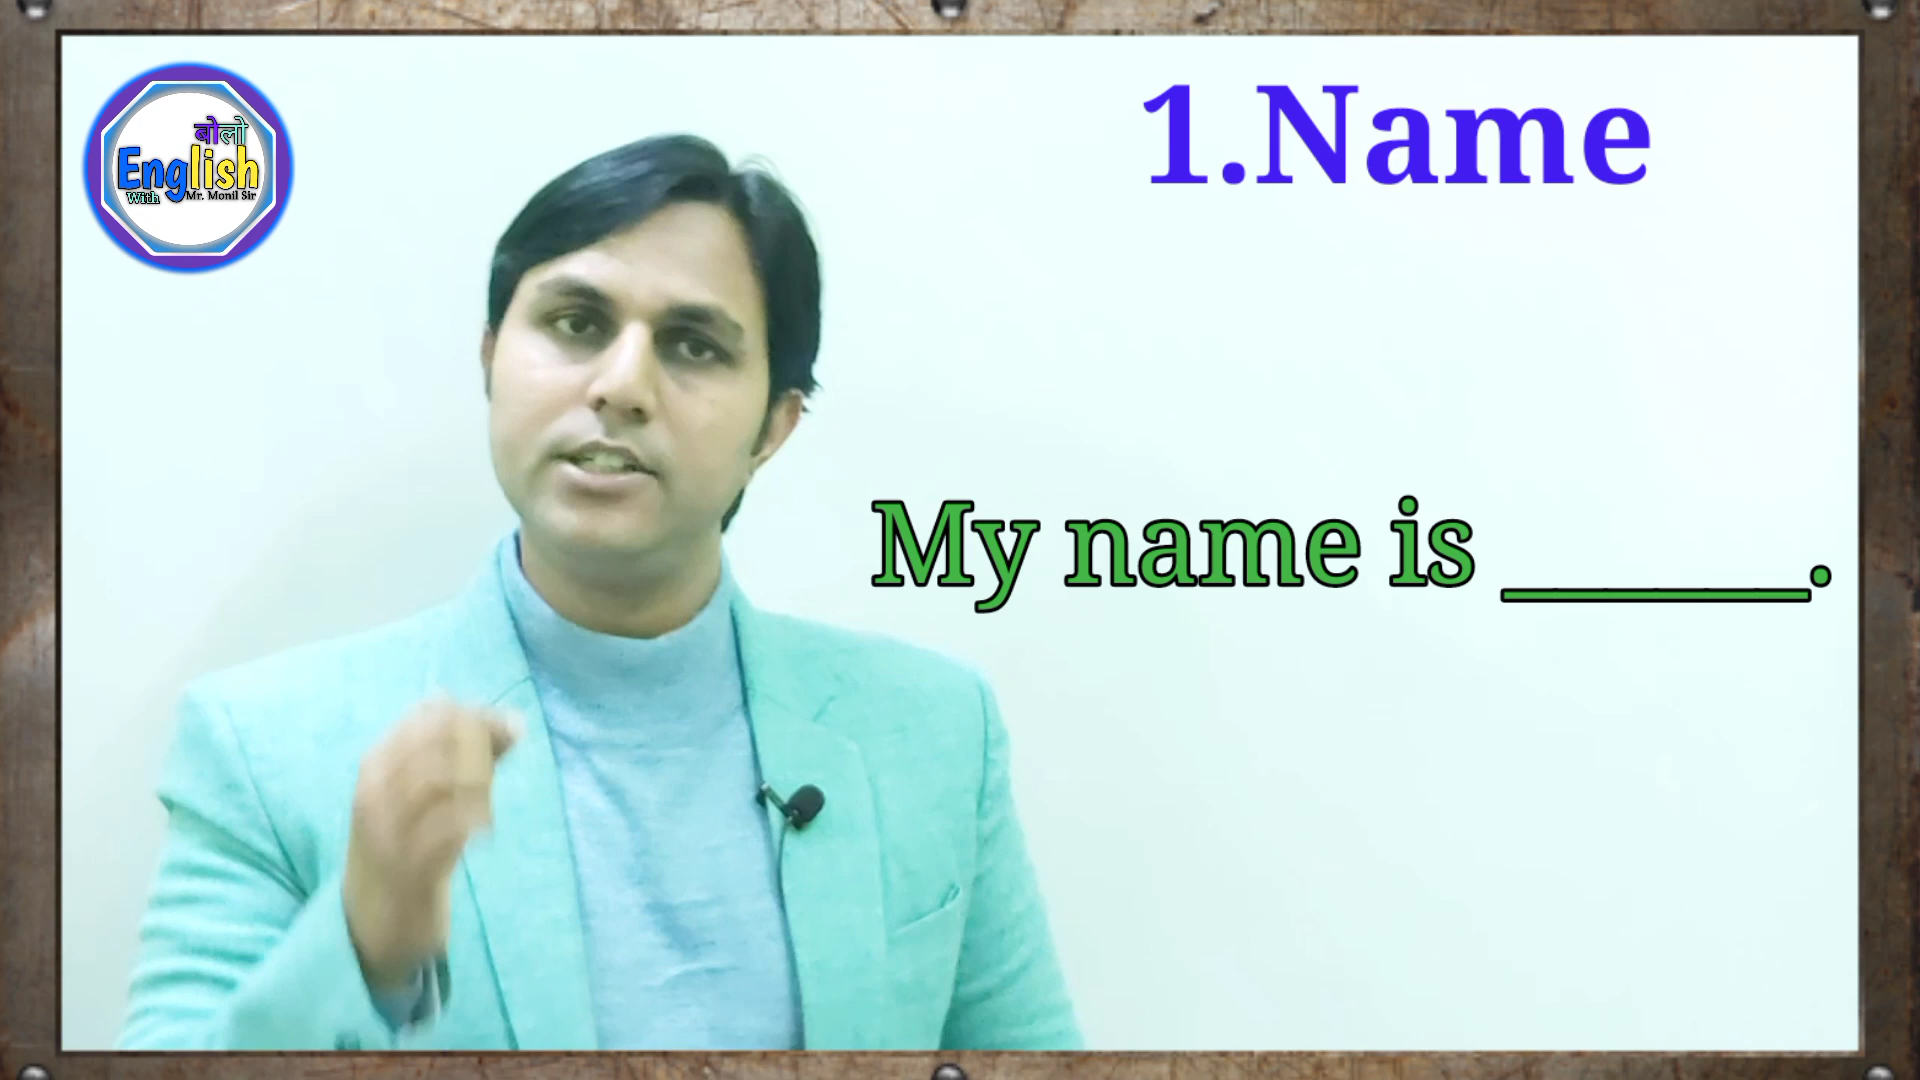 बोलो
English
With Mr. Monil Sir
1.Name
My name is ______.